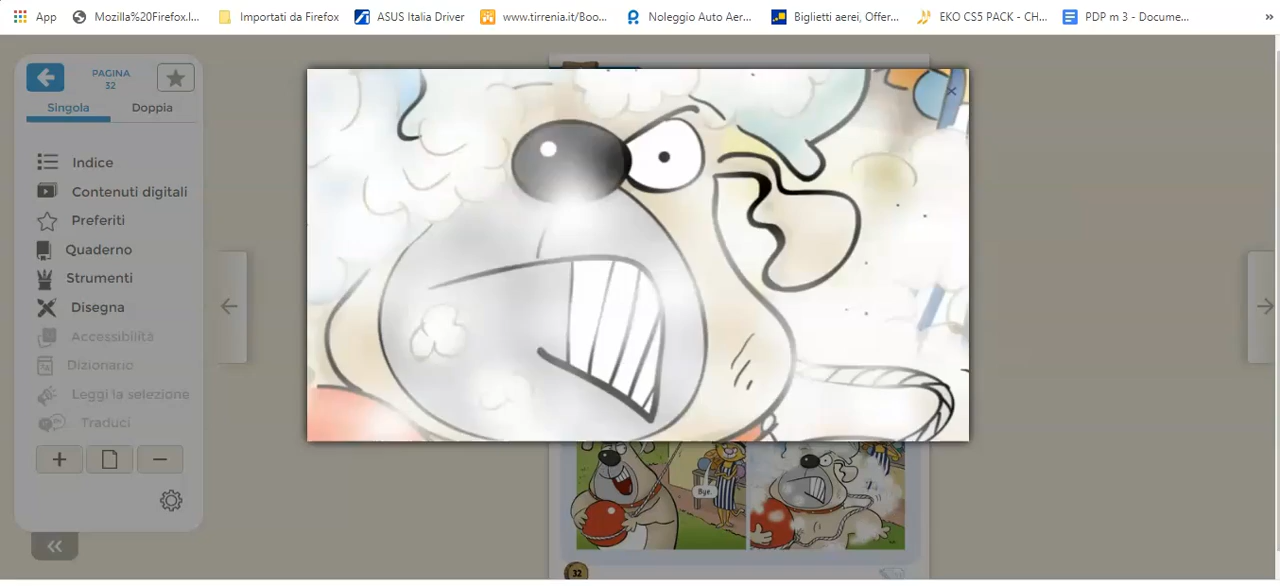 App Mozilla%20Firefox.l... Importati da Firefox ASUS Italia Driver www.tirrenia.it/Boo... Noleggio Auto, Aer... Biglietti aerei, Offer... EKO CS5 PACK - CH... PDP m 3 - Docume... »
PAGINA
32
Singola Doppia
Indice
Contenuti digitali
Preferiti
Quaderno
Strumenti
Disegna
Accessibilità
Dizionario
Leggi la selezione
Traduci
Bye.
32